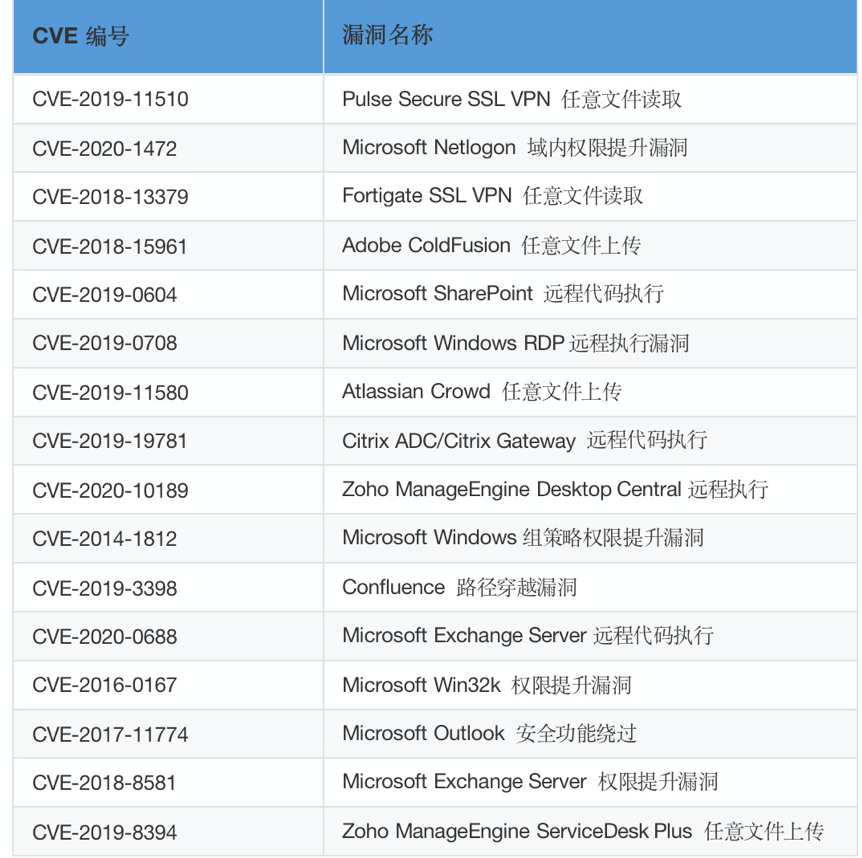 CVE 编号 漏洞名称
CVE-2019-11510 Pulse Secure SSL VPN 任意文件读取
CVE-2020-1472 Microsoft Netlogon 域内权限提升漏洞
CVE-2018-13379 Fortigate SSL VPN 任意文件读取
CVE-2018-15961 Adobe ColdFusion 任意文件上传
CVE-2019-0604 Microsoft SharePoint 远程代码执行
CVE-2019-0708 Microsoft Windows RDP 远程执行漏洞
CVE-2019-11580 Atlassian Crowd 任意文件上传
CVE-2019-19781 Citrix ADC/Citrix Gateway 远程代码执行
CVE-2020-10189 Zoho ManageEngine Desktop Central 远程执行
CVE-2014-1812 Microsoft Windows 组策略权限提升漏洞
CVE-2019-3398 Confluence 路径穿越漏洞
CVE-2020-0688 Microsoft Exchange Server 远程代码执行
CVE-2016-0167 Microsoft Win32k 权限提升漏洞
CVE-2017-11774 Microsoft Outlook 安全功能绕过
CVE-2018-8581 Microsoft Exchange Server 权限提升漏洞
CVE-2019-8394 Zoho ManageEngine ServiceDesk Plus 任意文件上传